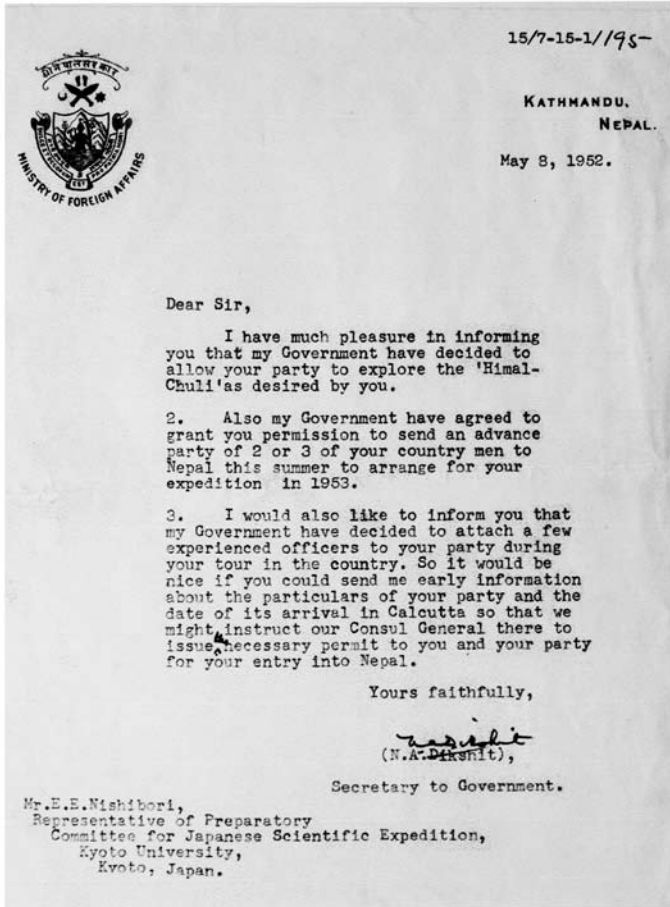 15/7-15-1/195-
श्री नेपाल सरकार
MINISTRY OF FOREIGN AFFAIRS
KATHMANDU.
NEPAL.
May 8, 1952.
Dear Sir,
I have much pleasure in informing
you that my Government have decided to
allow your party to explore the 'Himal-
Chuli'as desired by you.
2. Also my Government have agreed to
grant you permission to send an advance
party of 2 or 3 of your country men to
Nepal this summer to arrange for your
expedition in 1953.
3. I would also like to inform you that
my Government have decided to attach a few
experienced officers to your party during
your tour in the country. So it would be
nice if you could send me early information
about the particulars of your party and the
date of its arrival in Calcutta so that we
might instruct our Consul General there to
issue necessary permit to you and your party
for your entry into Nepal.
Yours faithfully,
(N.A.Dikshit),
Secretary to Government.
Mr.E.E.Nishibori,
Representative of Preparatory
Committee for Japanese Scientific Expedition,
Kyoto University,
Kyoto, Japan.